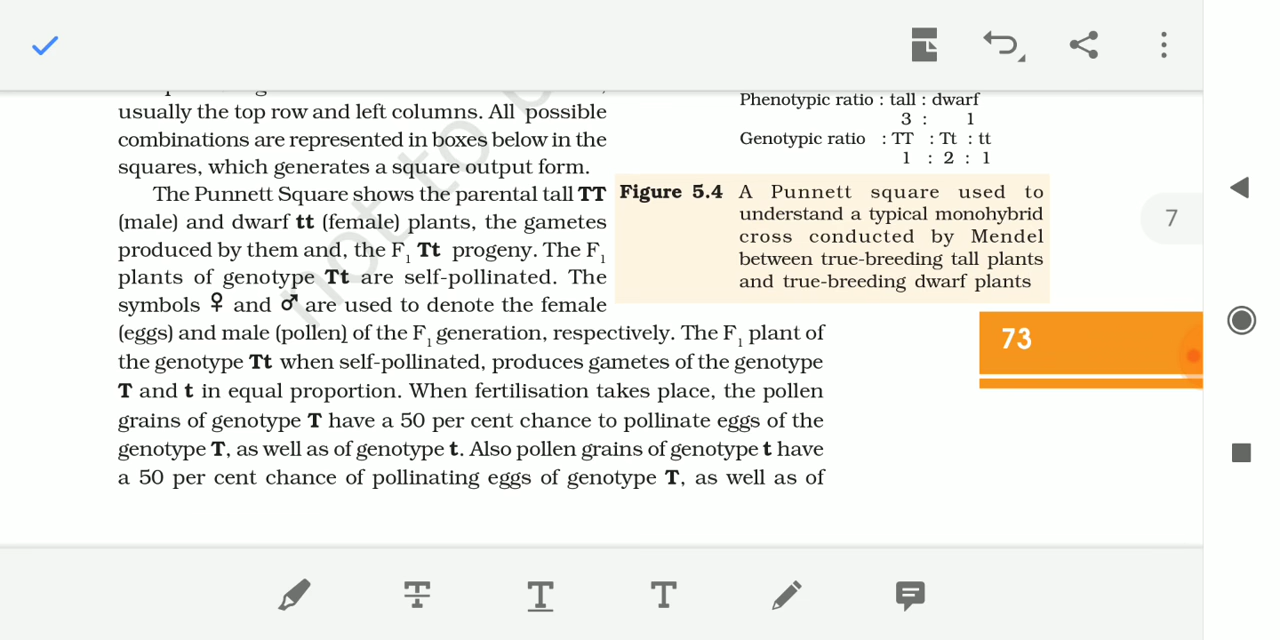 usually the top row and left columns. All possible
combinations are represented in boxes below in the
squares, which generates a square output form.
The Punnett Square shows the parental tall TT
(male) and dwarf tt (female) plants, the gametes
produced by them and, the F₁ Tt progeny. The F₁
plants of genotype Tt are self-pollinated. The
symbols ♀ and ♂ are used to denote the female
(eggs) and male (pollen) of the F₁ generation, respectively. The F₁ plant of
the genotype Tt when self-pollinated, produces gametes of the genotype
T and t in equal proportion. When fertilisation takes place, the pollen
grains of genotype T have a 50 per cent chance to pollinate eggs of the
genotype T, as well as of genotype t. Also pollen grains of genotype t have
a 50 per cent chance of pollinating eggs of genotype T, as well as of
Phenotypic ratio : tall : dwarf
3 : 1
Genotypic ratio : TT : Tt : tt
1 : 2 : 1
Figure 5.4 A Punnett square used to
understand a typical monohybrid
cross conducted by Mendel
between true-breeding tall plants
and true-breeding dwarf plants
7
73
not to
T
T
T